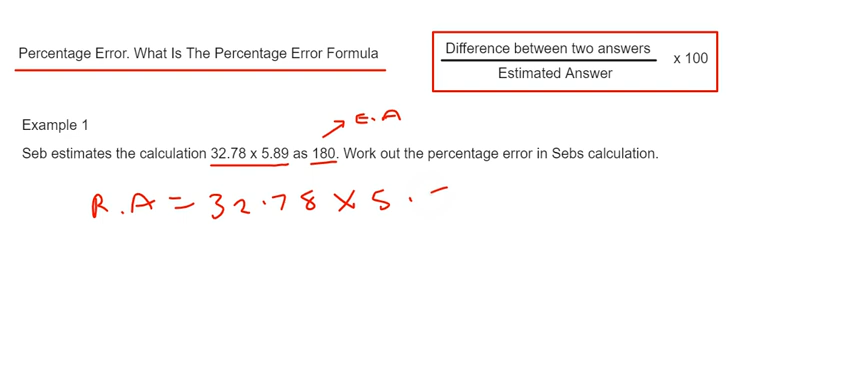 Percentage Error. What Is The Percentage Error Formula
Difference between two answers
Estimated Answer
x 100
Example 1
E.A
Seb estimates the calculation 32.78 x 5.89 as 180. Work out the percentage error in Sebs calculation.
R.A = 32.78 x 5.